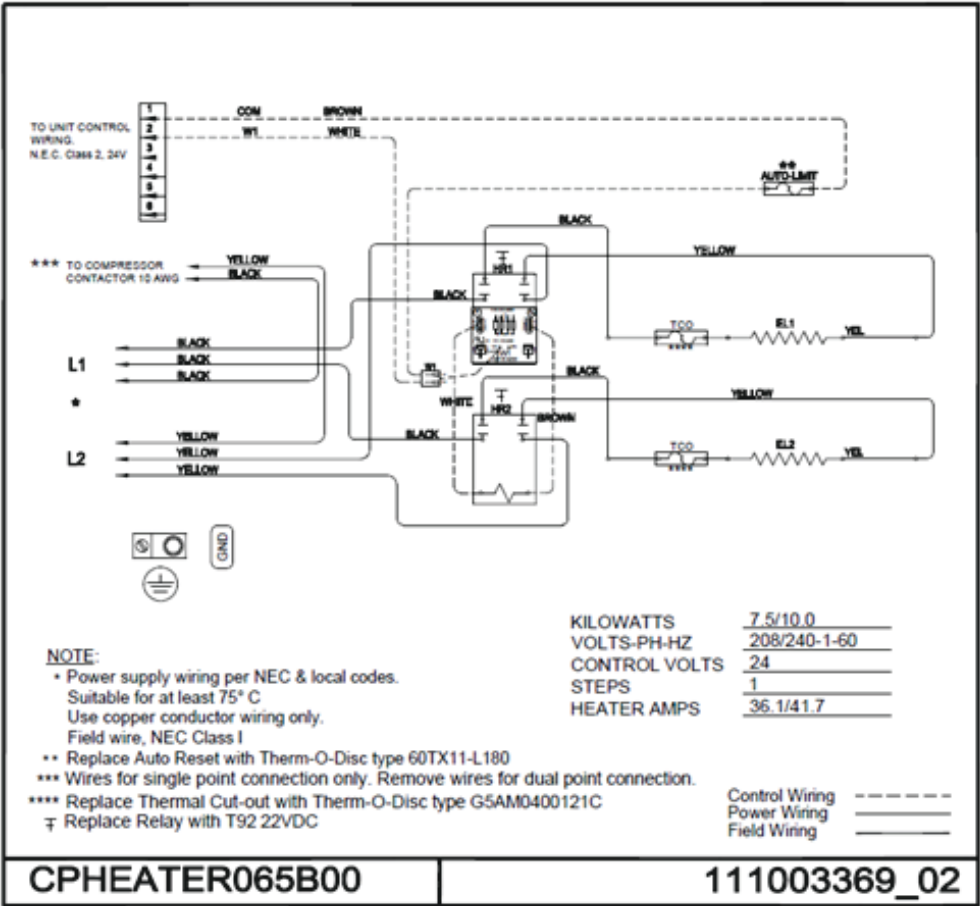 1
COM
BROWN
TO UNIT CONTROL
WIRING.
N.E.C. Class 2, 24V
2
W1
WHITE
3
4
5
6
**
AUTO-LIMIT
BLACK
*** TO COMPRESSOR
CONTACTOR 10 AWG
YELLOW
BLACK
HR1
YELLOW
BLACK
L1
BLACK
BLACK
BLACK
TCO
****
EL1
YEL
*
W1
BLACK
WHITE
HR2
BROWN
YELLOW
L2
YELLOW
YELLOW
YELLOW
BLACK
TCO
****
EL2
YEL
GND
KILOWATTS 7.5/10.0
VOLTS-PH-HZ 208/240-1-60
CONTROL VOLTS 24
STEPS 1
HEATER AMPS 36.1/41.7
NOTE:
* Power supply wiring per NEC & local codes.
Suitable for at least 75° C
Use copper conductor wiring only.
Field wire, NEC Class I
** Replace Auto Reset with Therm-O-Disc type 60TX11-L180
*** Wires for single point connection only. Remove wires for dual point connection.
**** Replace Thermal Cut-out with Therm-O-Disc type G5AM0400121C
Replace Relay with T92 22VDC
Control Wiring
Power Wiring
Field Wiring
CPHEATER065B00
111003369_02